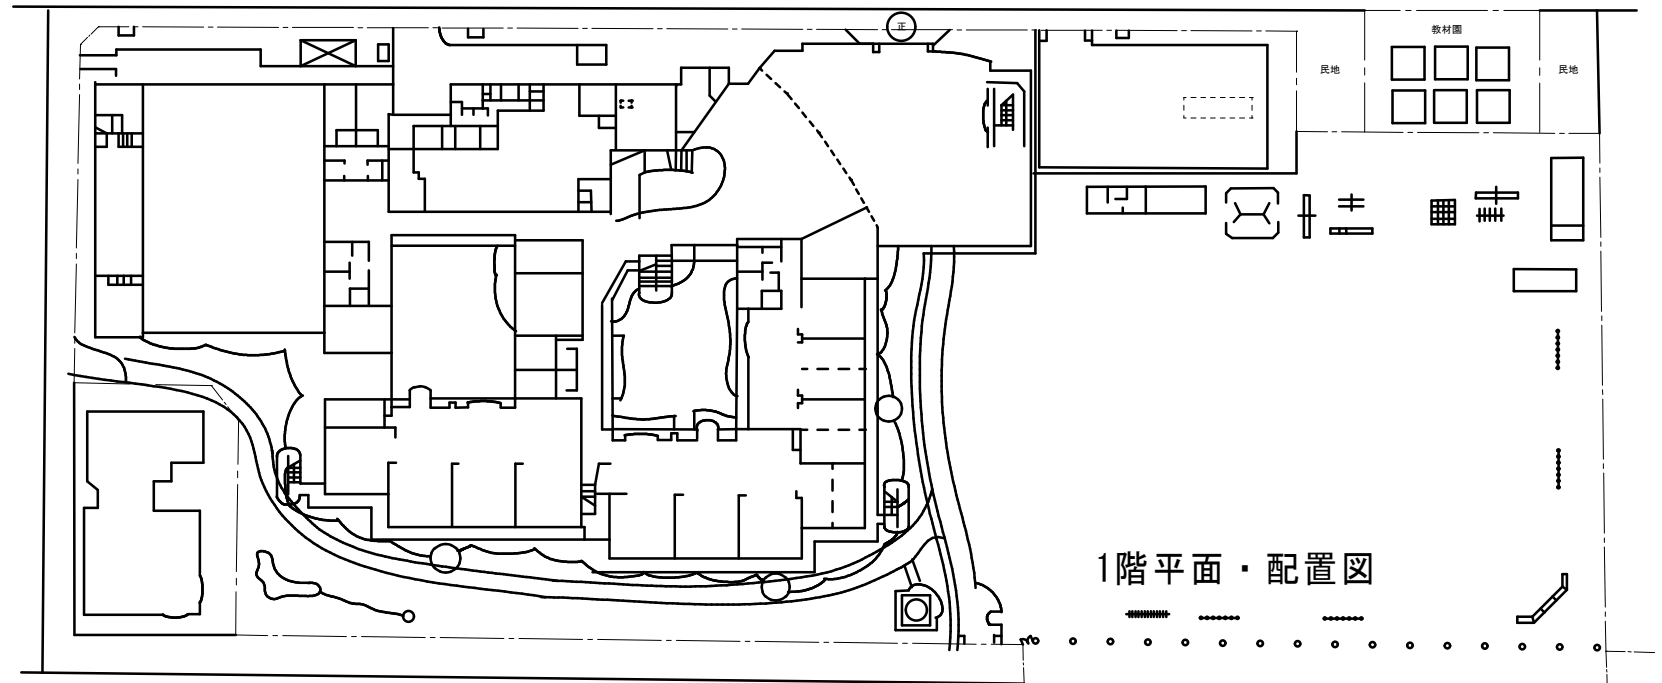 正
教材園
民地
民地
1階平面・配置図